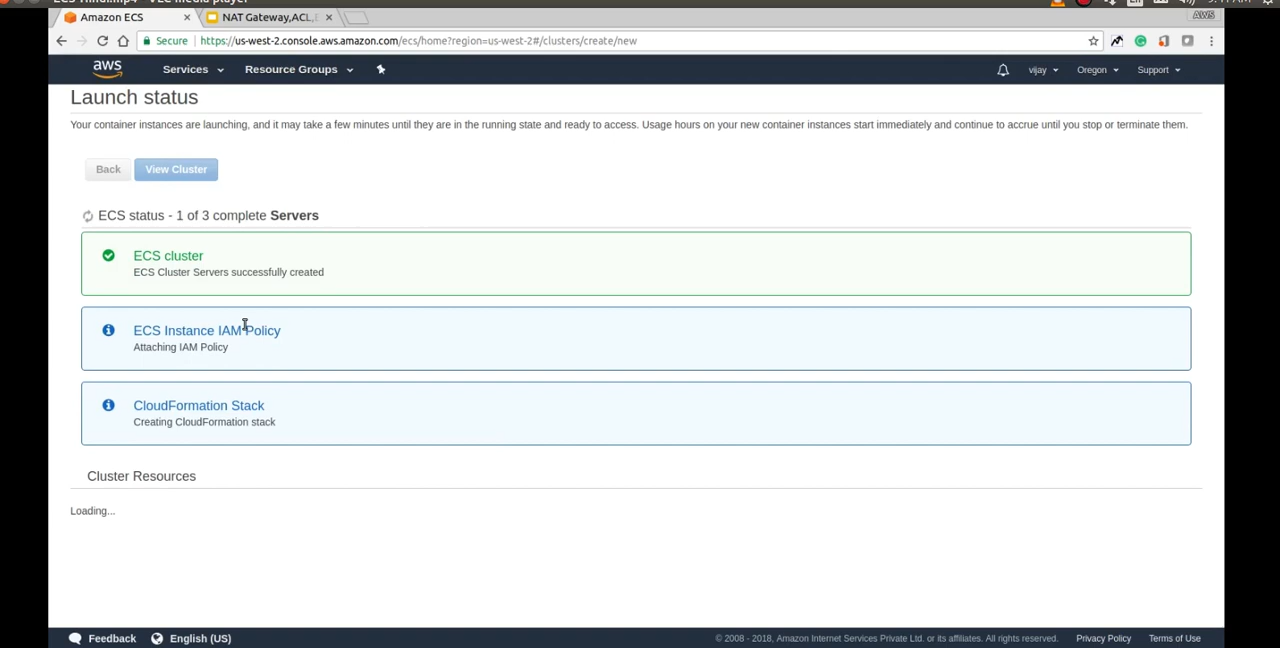 Amazon ECS
NAT Gateway,ACL,
AWS
Secure
https://us-west-2.console.aws.amazon.com/ecs/home?region=us-west-2#/clusters/create/new
aws
Services
Resource Groups
vijay
Oregon
Support
Launch status
Your container instances are launching, and it may take a few minutes until they are in the running state and ready to access. Usage hours on your new container instances start immediately and continue to accrue until you stop or terminate them.
Back
View Cluster
ECS status - 1 of 3 complete Servers
ECS cluster
ECS Cluster Servers successfully created
ECS Instance IAM Policy
Attaching IAM Policy
CloudFormation Stack
Creating CloudFormation stack
Cluster Resources
Loading...
Feedback
English (US)
© 2008 - 2018, Amazon Internet Services Private Ltd. or its affiliates. All rights reserved.
Privacy Policy
Terms of Use